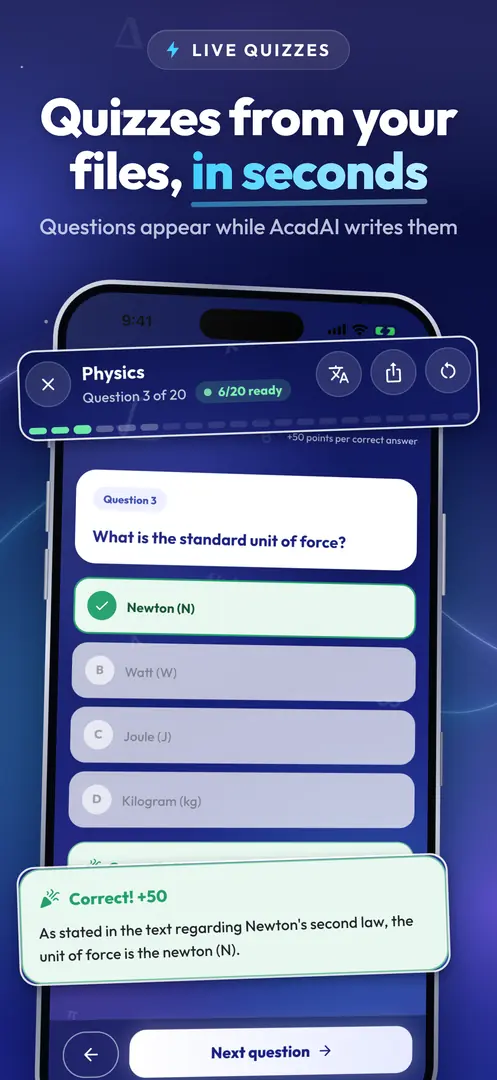 LIVE QUIZZES
Quizzes from your
files, in seconds
Questions appear while AcadAI writes them
9:41
Physics
Question 3 of 20
6/20 ready
+50 points per correct answer
Question 3
What is the standard unit of force?
Newton (N)
B
Watt (W)
C
Joule (J)
D
Kilogram (kg)
Correct! +50
As stated in the text regarding Newton's second law, the
unit of force is the newton (N).
Next question →